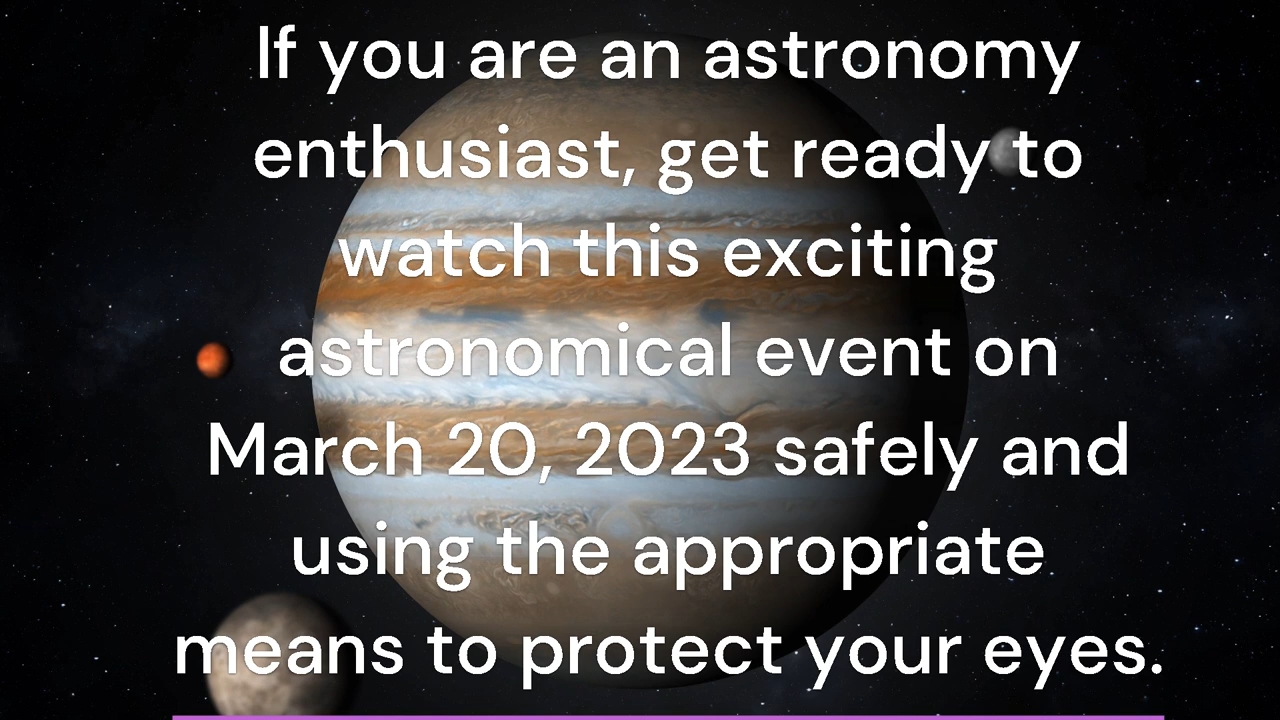 If you are an astronomy
enthusiast, get ready to
watch this exciting
astronomical event on
March 20, 2023 safely and
using the appropriate
means to protect your eyes.